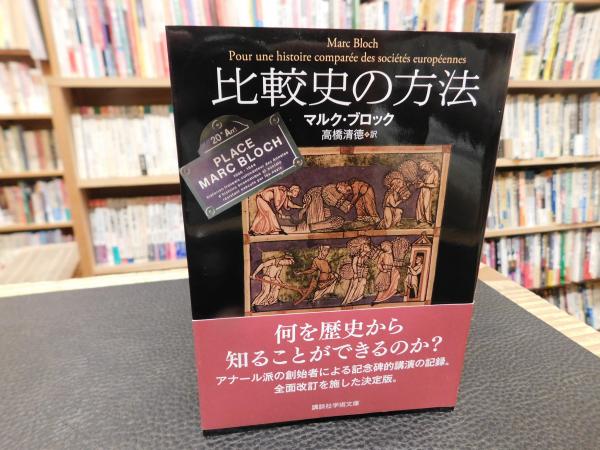 Marc Bloch
Pour une histoire comparée des sociétés européennes
比較史の方法
マルク・ブロック
高橋清德❖訳
20e Arrt
PLACE
MARC BLOCH
1886 - 1944
何を歴史から
知ることができるのか?
アナール派の創始者による記念碑的講演の記録。
全面改訂を施した決定版。
講談社学術文庫